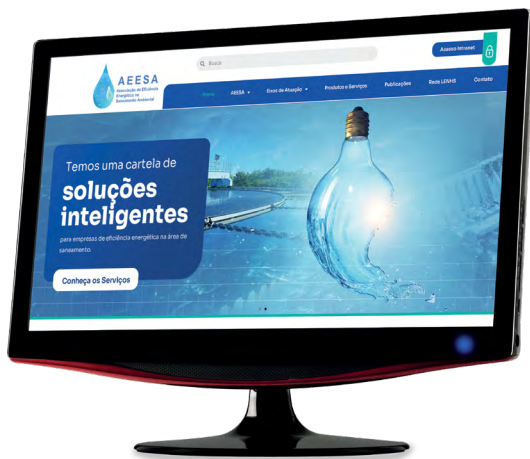 Buscar
Acesso Intranet
AEESA
Associação de Eficiência
Energética no
Saneamento Ambiental
Home
AEESA
Eixos de Atuação
Produtos e Serviços
Publicações
Rede LENHS
Contato
Temos uma cartela de
soluções
inteligentes
para empresas de eficiência energética na área de
saneamento
Conheça os Serviços